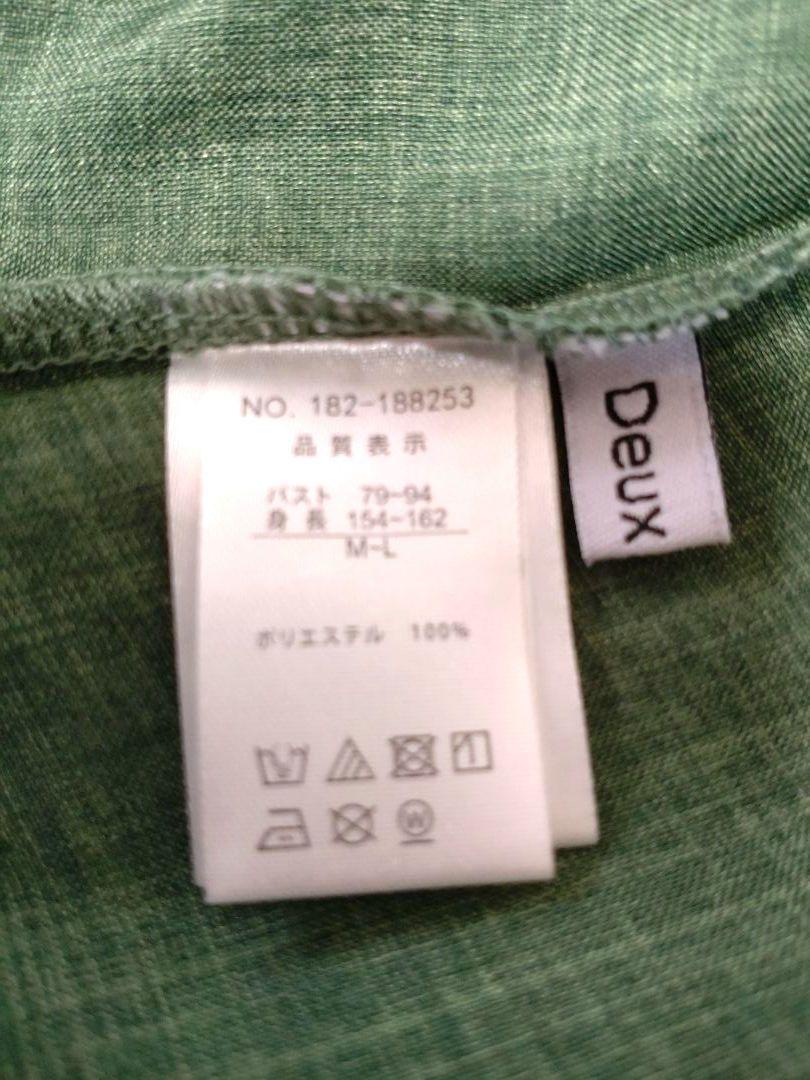 NO. 182-188253
品質表示
バスト 79-94
身長 154-162
M-L
ポリエステル 100%
W
Deux